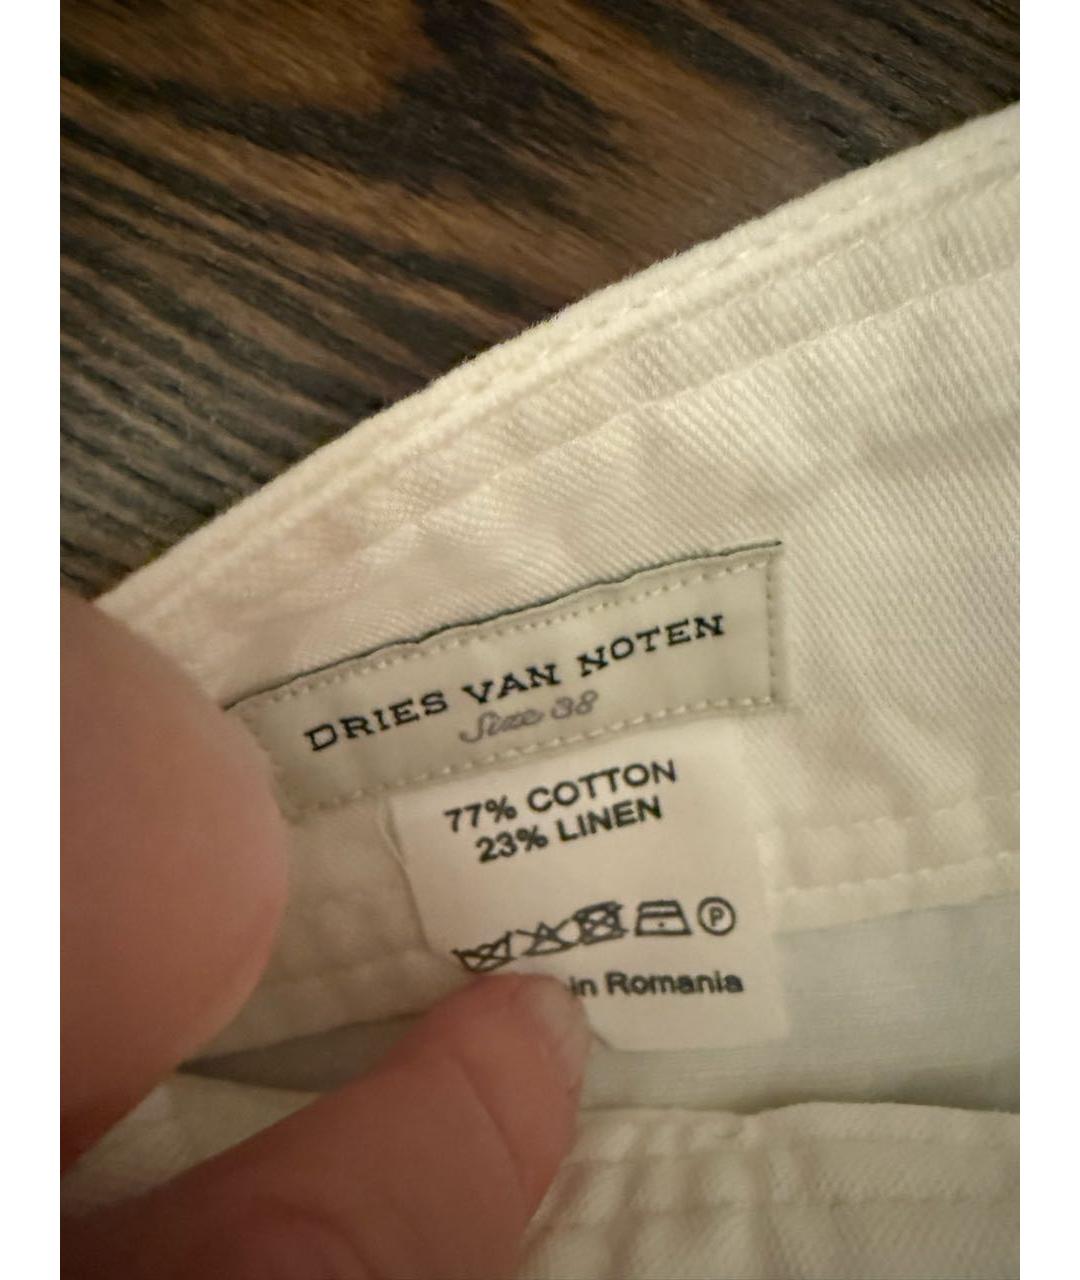 DRIES VAN NOTEN
Size 38
77% COTTON
23% LINEN
P
in Romania